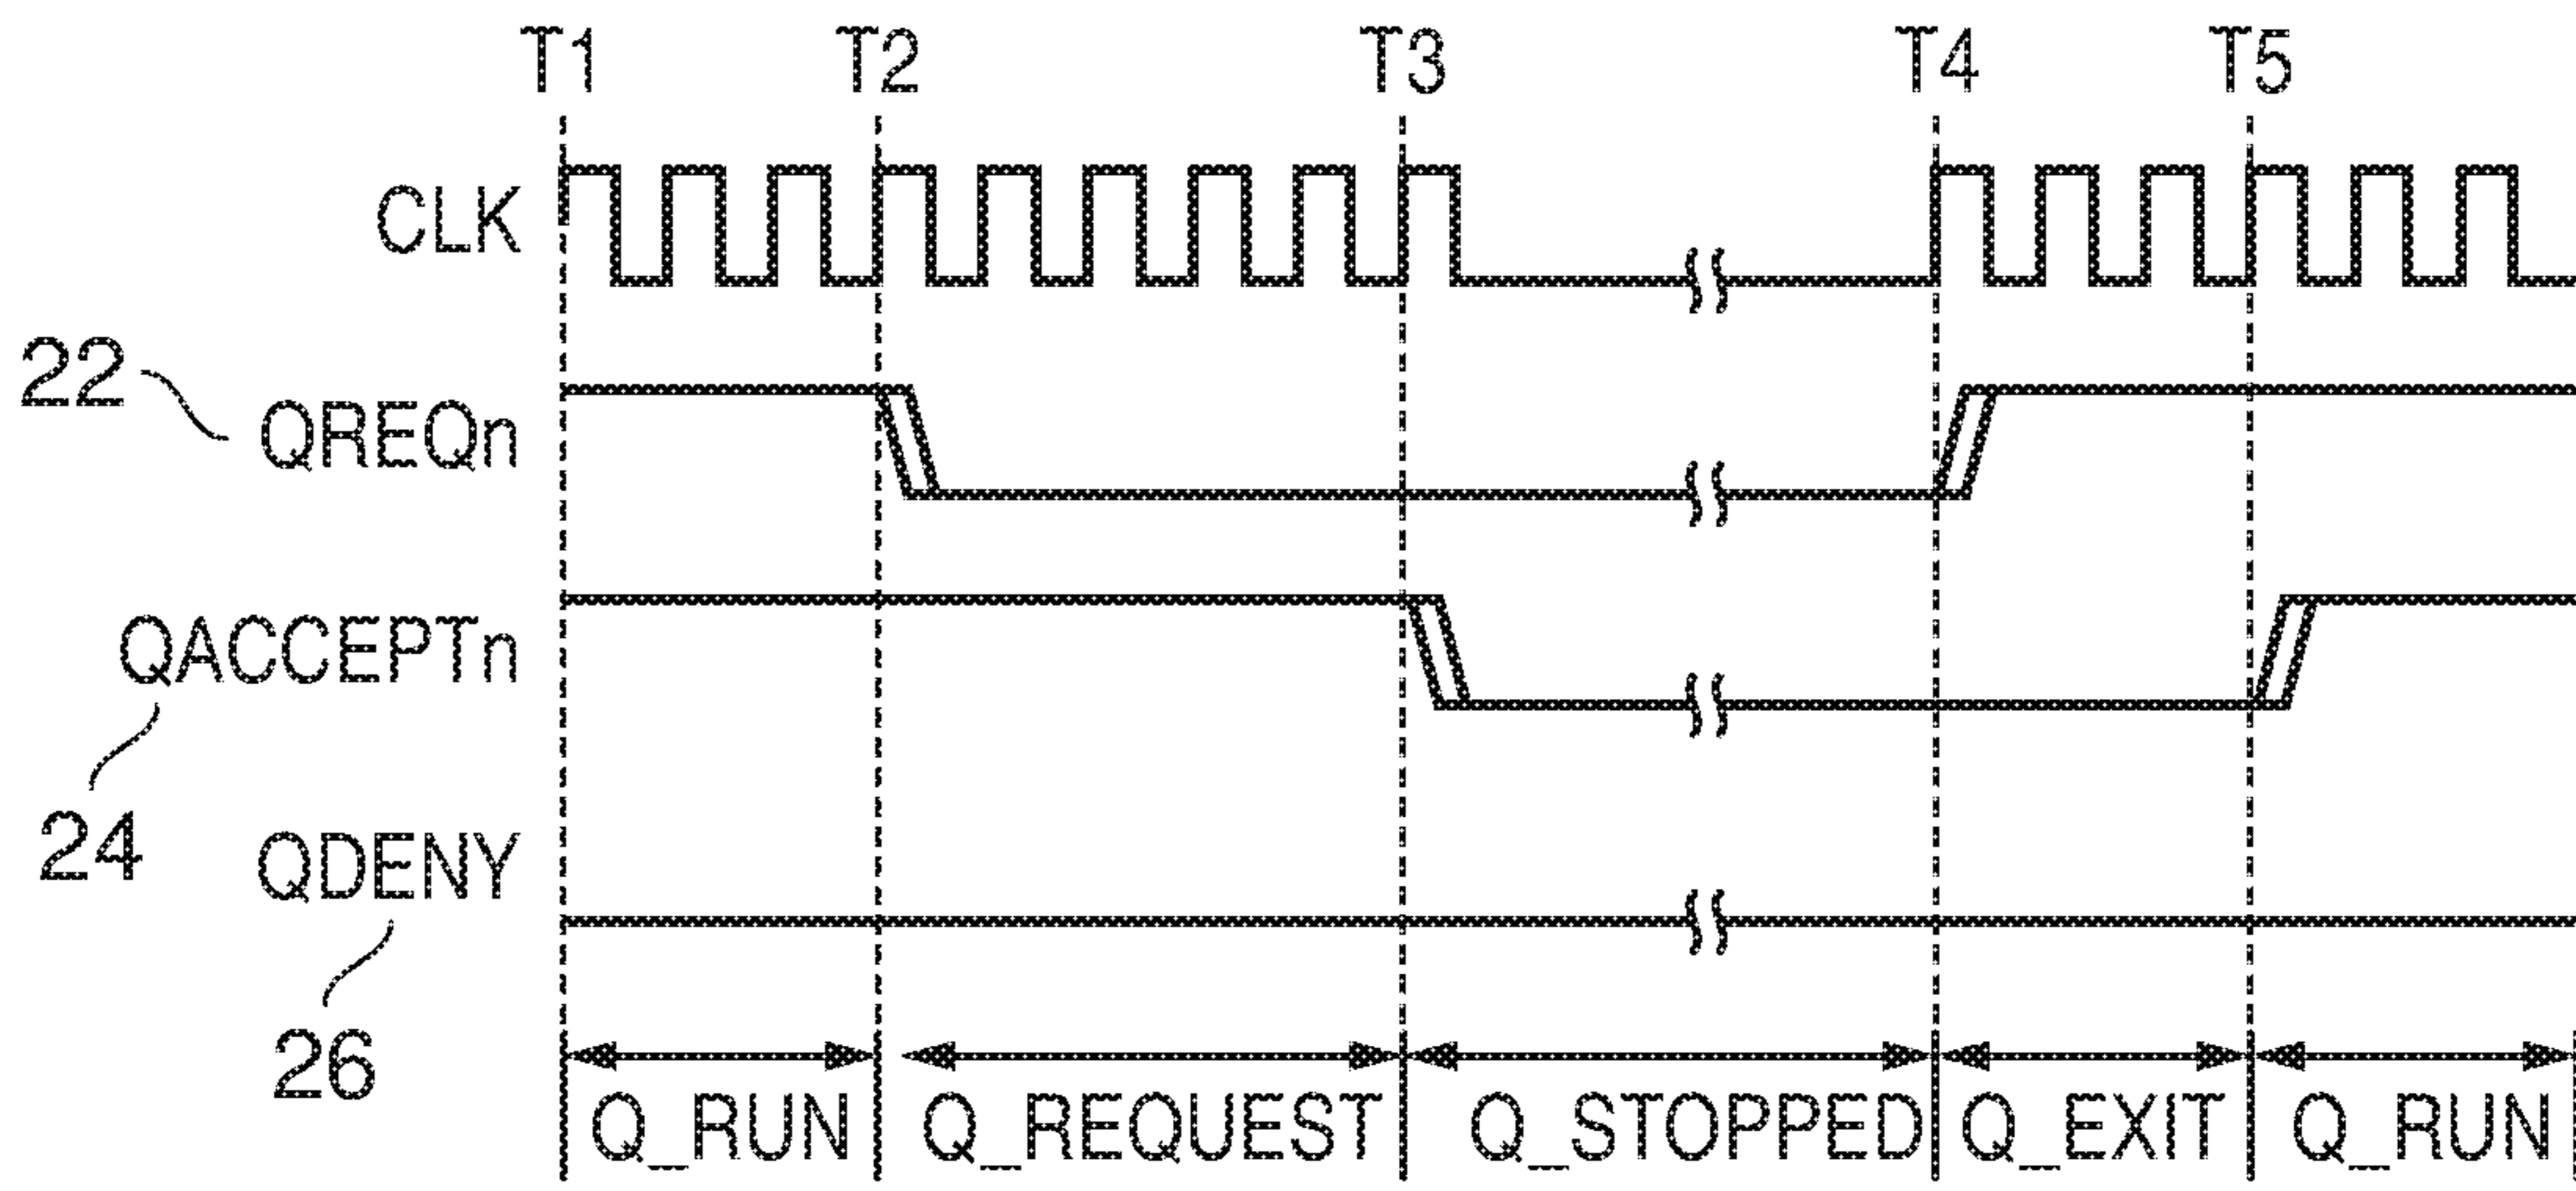 T1 T2 T3 T4 T5
CLK
22
QREQn
QACCEPTn
24
QDENY
26
Q_RUN Q_REQUEST Q_STOPPED Q_EXIT Q_RUN